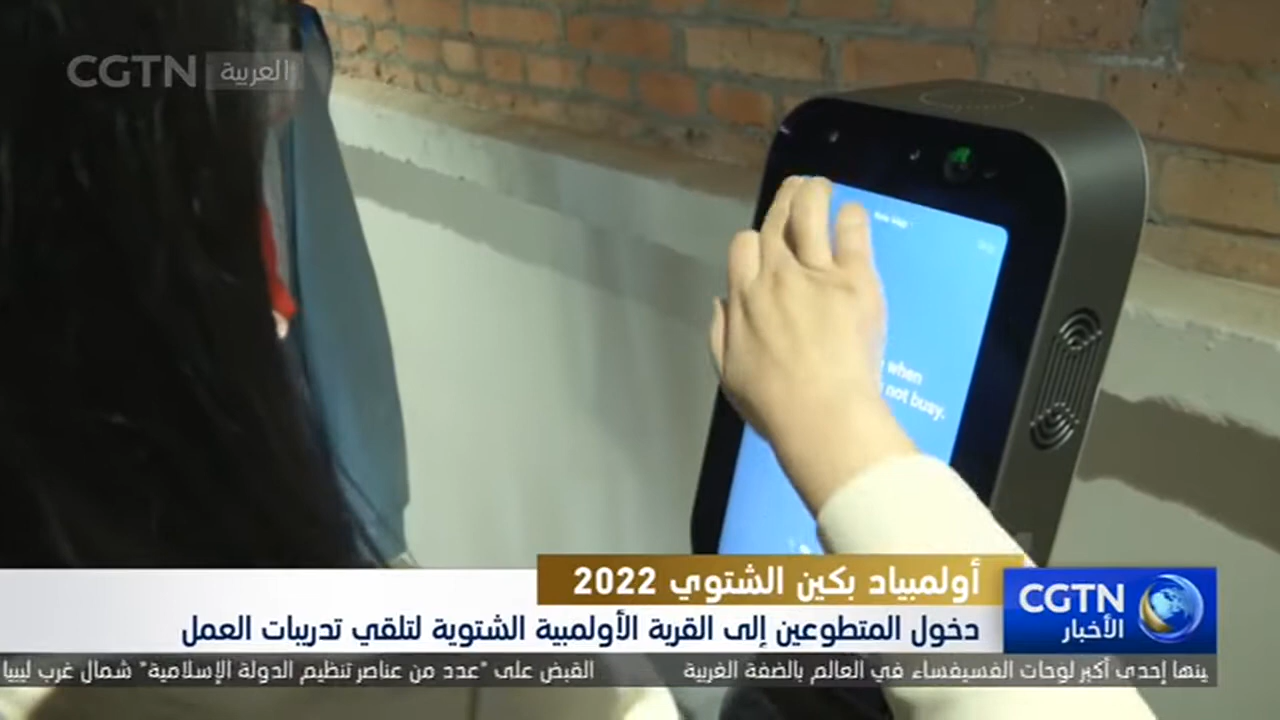 CGTN العربية
when
not busy.
أولمبياد بكين الشتوي 2022
دخول المتطوعين إلى القرية الأولمبية الشتوية لتلقي تدريبات العمل
CGTN
الأخبار
ينها إحدى أكبر لوحات الفسيفساء في العالم بالضفة الغربية القبض على "عدد من عناصر تنظيم الدولة الإسلامية" شمال غرب ليبيا